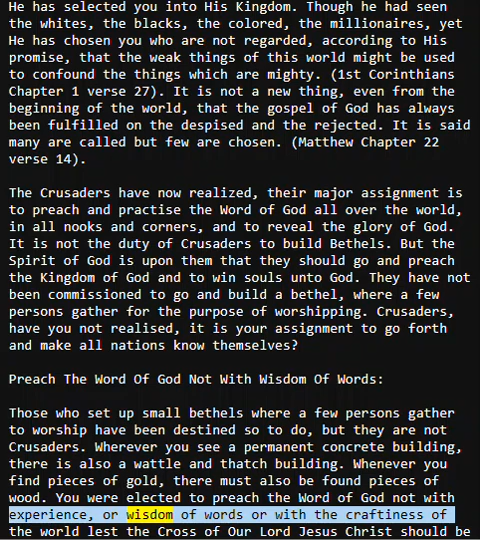 He has selected you into His Kingdom. Though he had seen
the whites, the blacks, the colored, the millionaires, yet
He has chosen you who are not regarded, according to His
promise, that the weak things of this world might be used
to confound the things which are mighty. (1st Corinthians
Chapter 1 verse 27). It is not a new thing, even from the
beginning of the world, that the gospel of God has always
been fulfilled on the despised and the rejected. It is said
many are called but few are chosen. (Matthew Chapter 22
verse 14).

The Crusaders have now realized, their major assignment is
to preach and practise the Word of God all over the world,
in all nooks and corners, and to reveal the glory of God.
It is not the duty of Crusaders to build Bethels. But the
Spirit of God is upon them that they should go and preach
the Kingdom of God and to win souls unto God. They have not
been commissioned to go and build a bethel, where a few
persons gather for the purpose of worshipping. Crusaders,
have you not realised, it is your assignment to go forth
and make all nations know themselves?

Preach The Word Of God Not With Wisdom Of Words:

Those who set up small bethels where a few persons gather
to worship have been destined so to do, but they are not
Crusaders. Wherever you see a permanent concrete building,
there is also a wattle and thatch building. Whenever you
find pieces of gold, there must also be found pieces of
wood. You were elected to preach the Word of God not with
experience, or wisdom of words or with the craftiness of
the world lest the Cross of Our Lord Jesus Christ should be